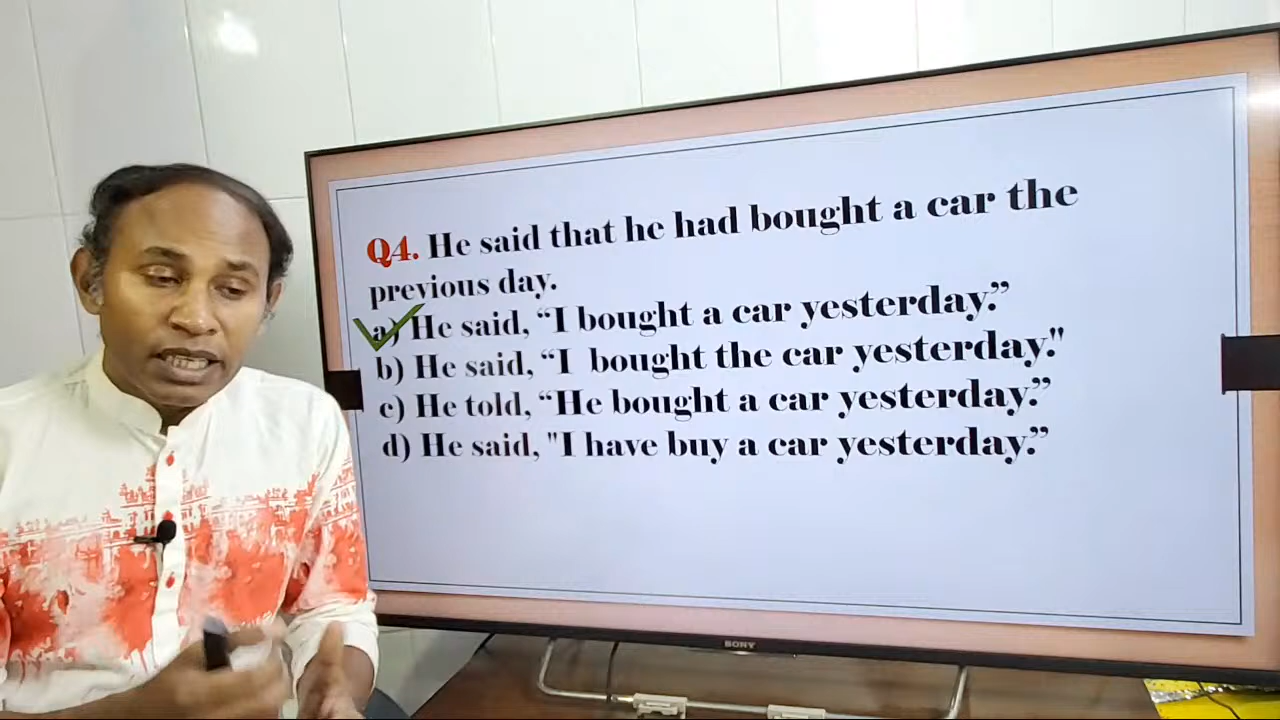 Q4. He said that he had bought a car the
previous day.
a) He said, “I bought a car yesterday.”
b) He said, “I bought the car yesterday."
c) He told, “He bought a car yesterday.”
d) He said, "I have buy a car yesterday.”
SONY